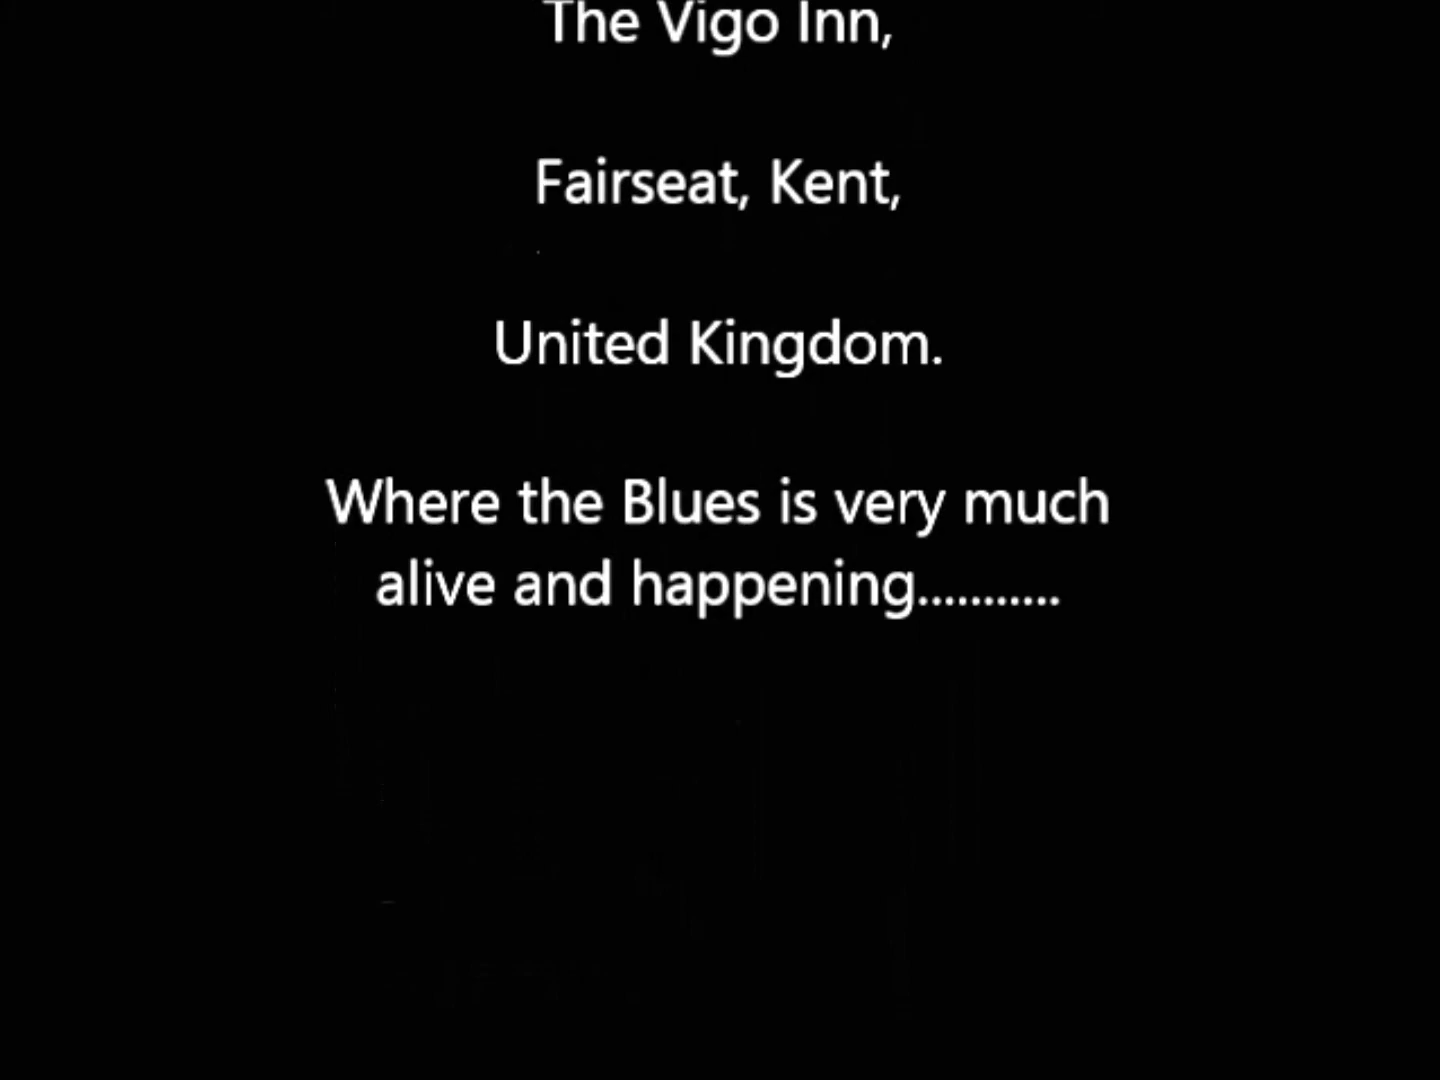 The Vigo Inn,
Fairseat, Kent,
United Kingdom.
Where the Blues is very much
alive and happening...........